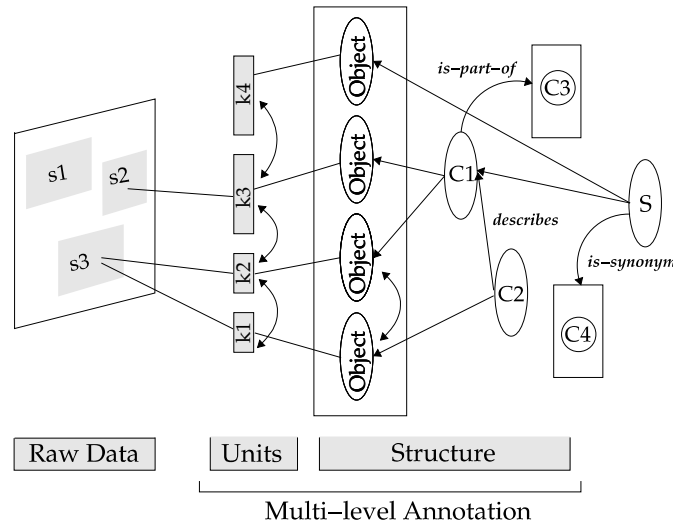 Object
is–part–of
C3
k4
s1
s2
k3
Object
C1
S
describes
s3
k2
Object
is–synonym
C2
k1
Object
C4
Raw Data
Units
Structure
Multi–level Annotation